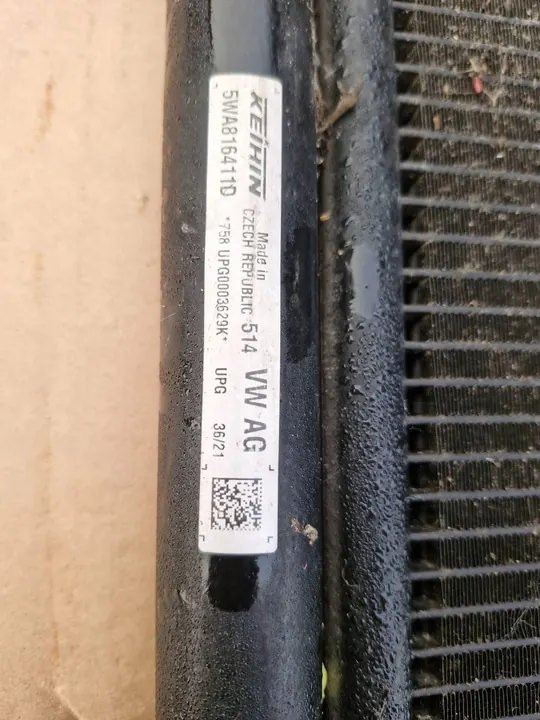 KEIHIN
5WA816411D
Made in
CZECH REPUBLIC 514 VW AG
*758 UPG0003629K* UPG 36/21